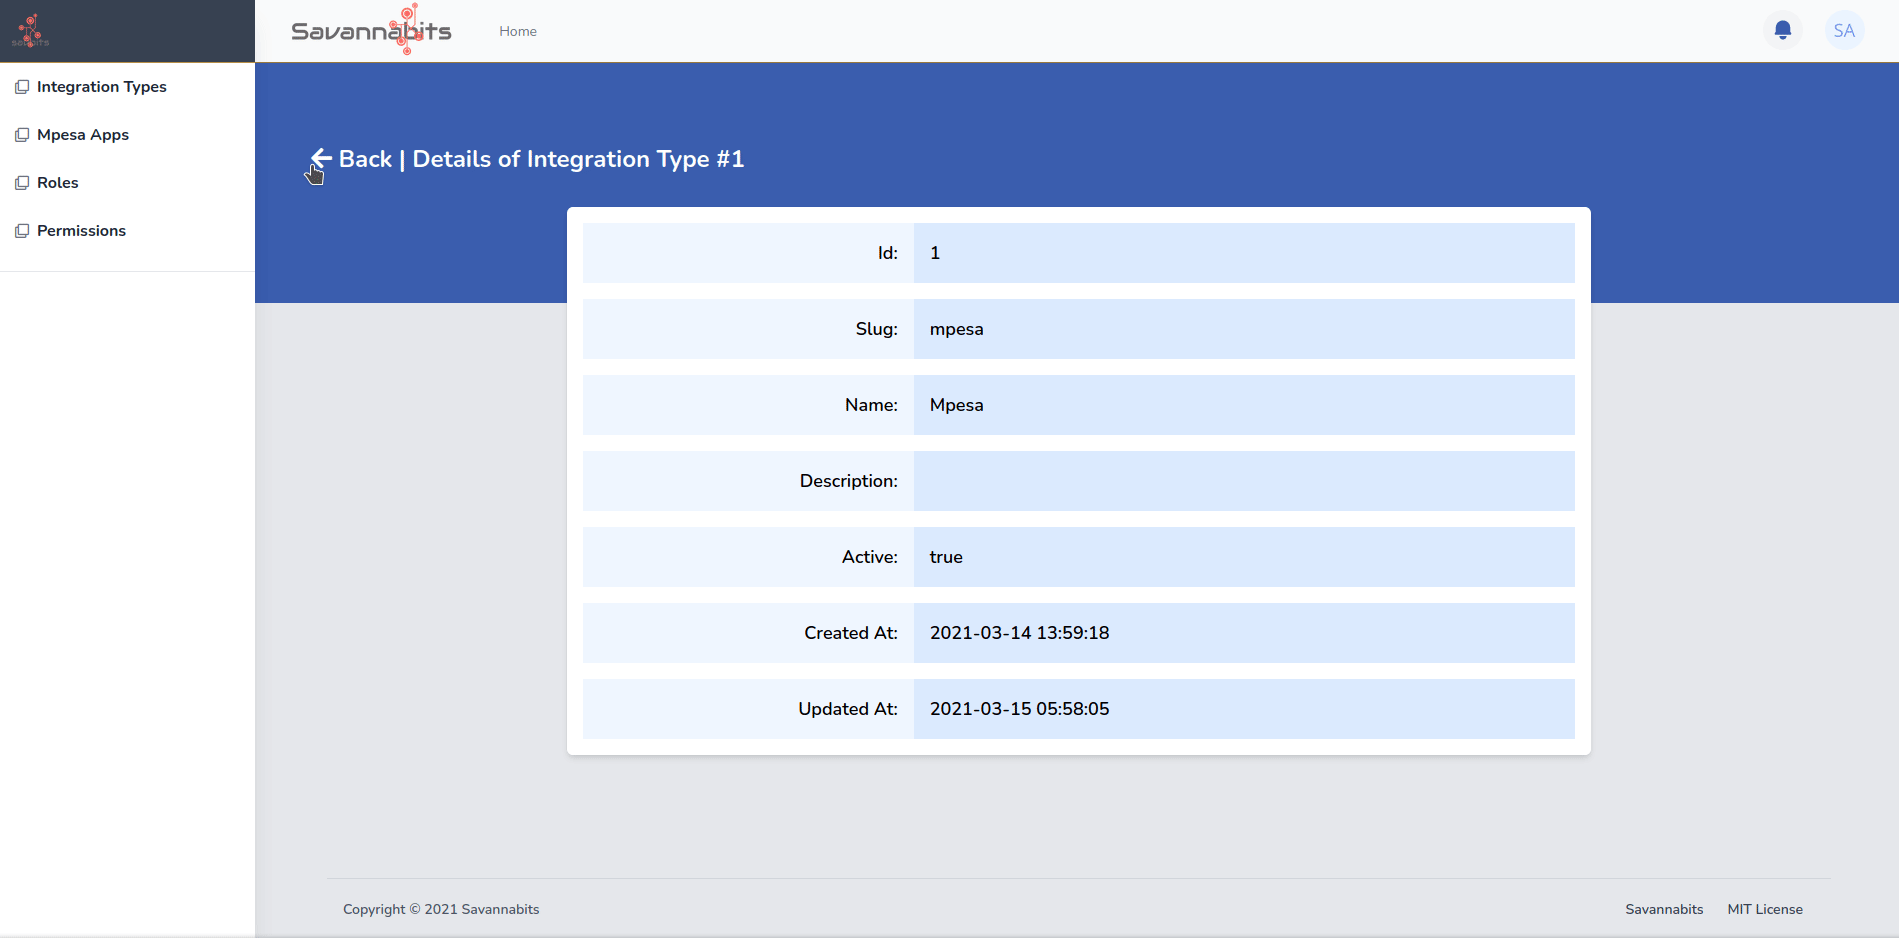 sabbits
Savannabits
Home
SA
Integration Types
Mpesa Apps
Roles
Permissions
Back | Details of Integration Type #1
Id: 1
Slug: mpesa
Name: Mpesa
Description:
Active: true
Created At: 2021-03-14 13:59:18
Updated At: 2021-03-15 05:58:05
Copyright © 2021 Savannabits
Savannabits MIT License